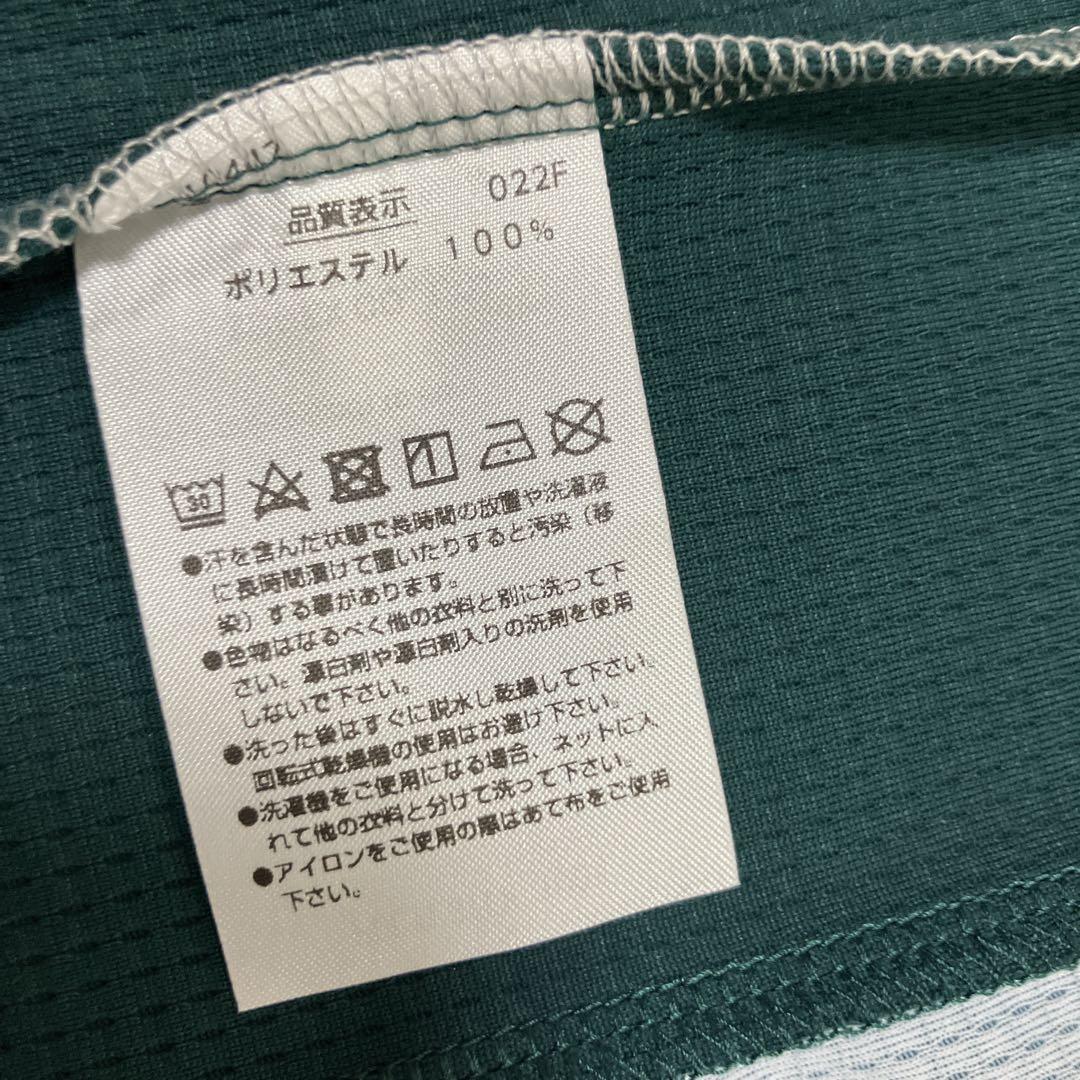 品質表示 022F
ポリエステル 100%
30
●汗を含んだ状態で長時間の放置や洗濯液
に長時間漬けて置いたりすると汚染(移
染)する事があります。
●色物はなるべく他の衣料と別に洗って下
さい。漂白剤や漂白剤入りの洗剤を使用
しないで下さい。
●洗った後はすぐに脱水し乾燥して下さい。
回転式乾燥機の使用はお避け下さい。
●洗濯機をご使用になる場合、ネットに入
れて他の衣料と分けて洗って下さい。
●アイロンをご使用の際はあて布をご使用
下さい。